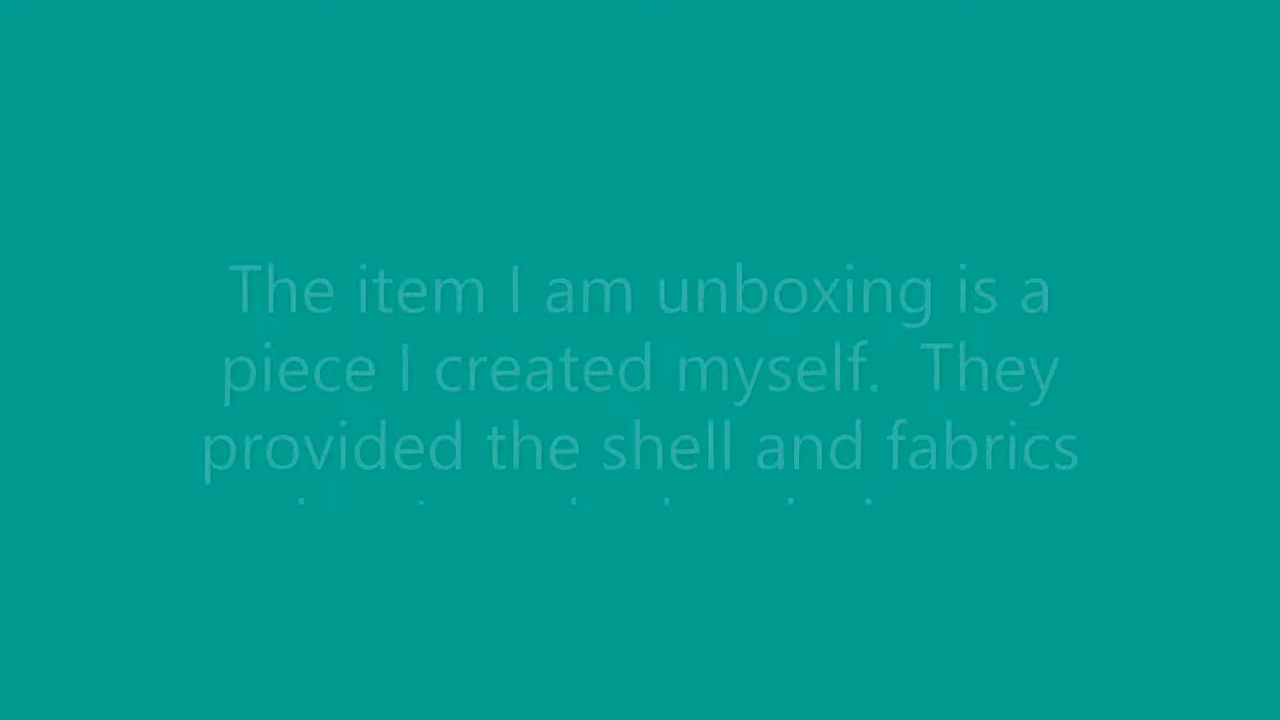 The item I am unboxing is a
piece I created myself.  They
provided the shell and fabrics